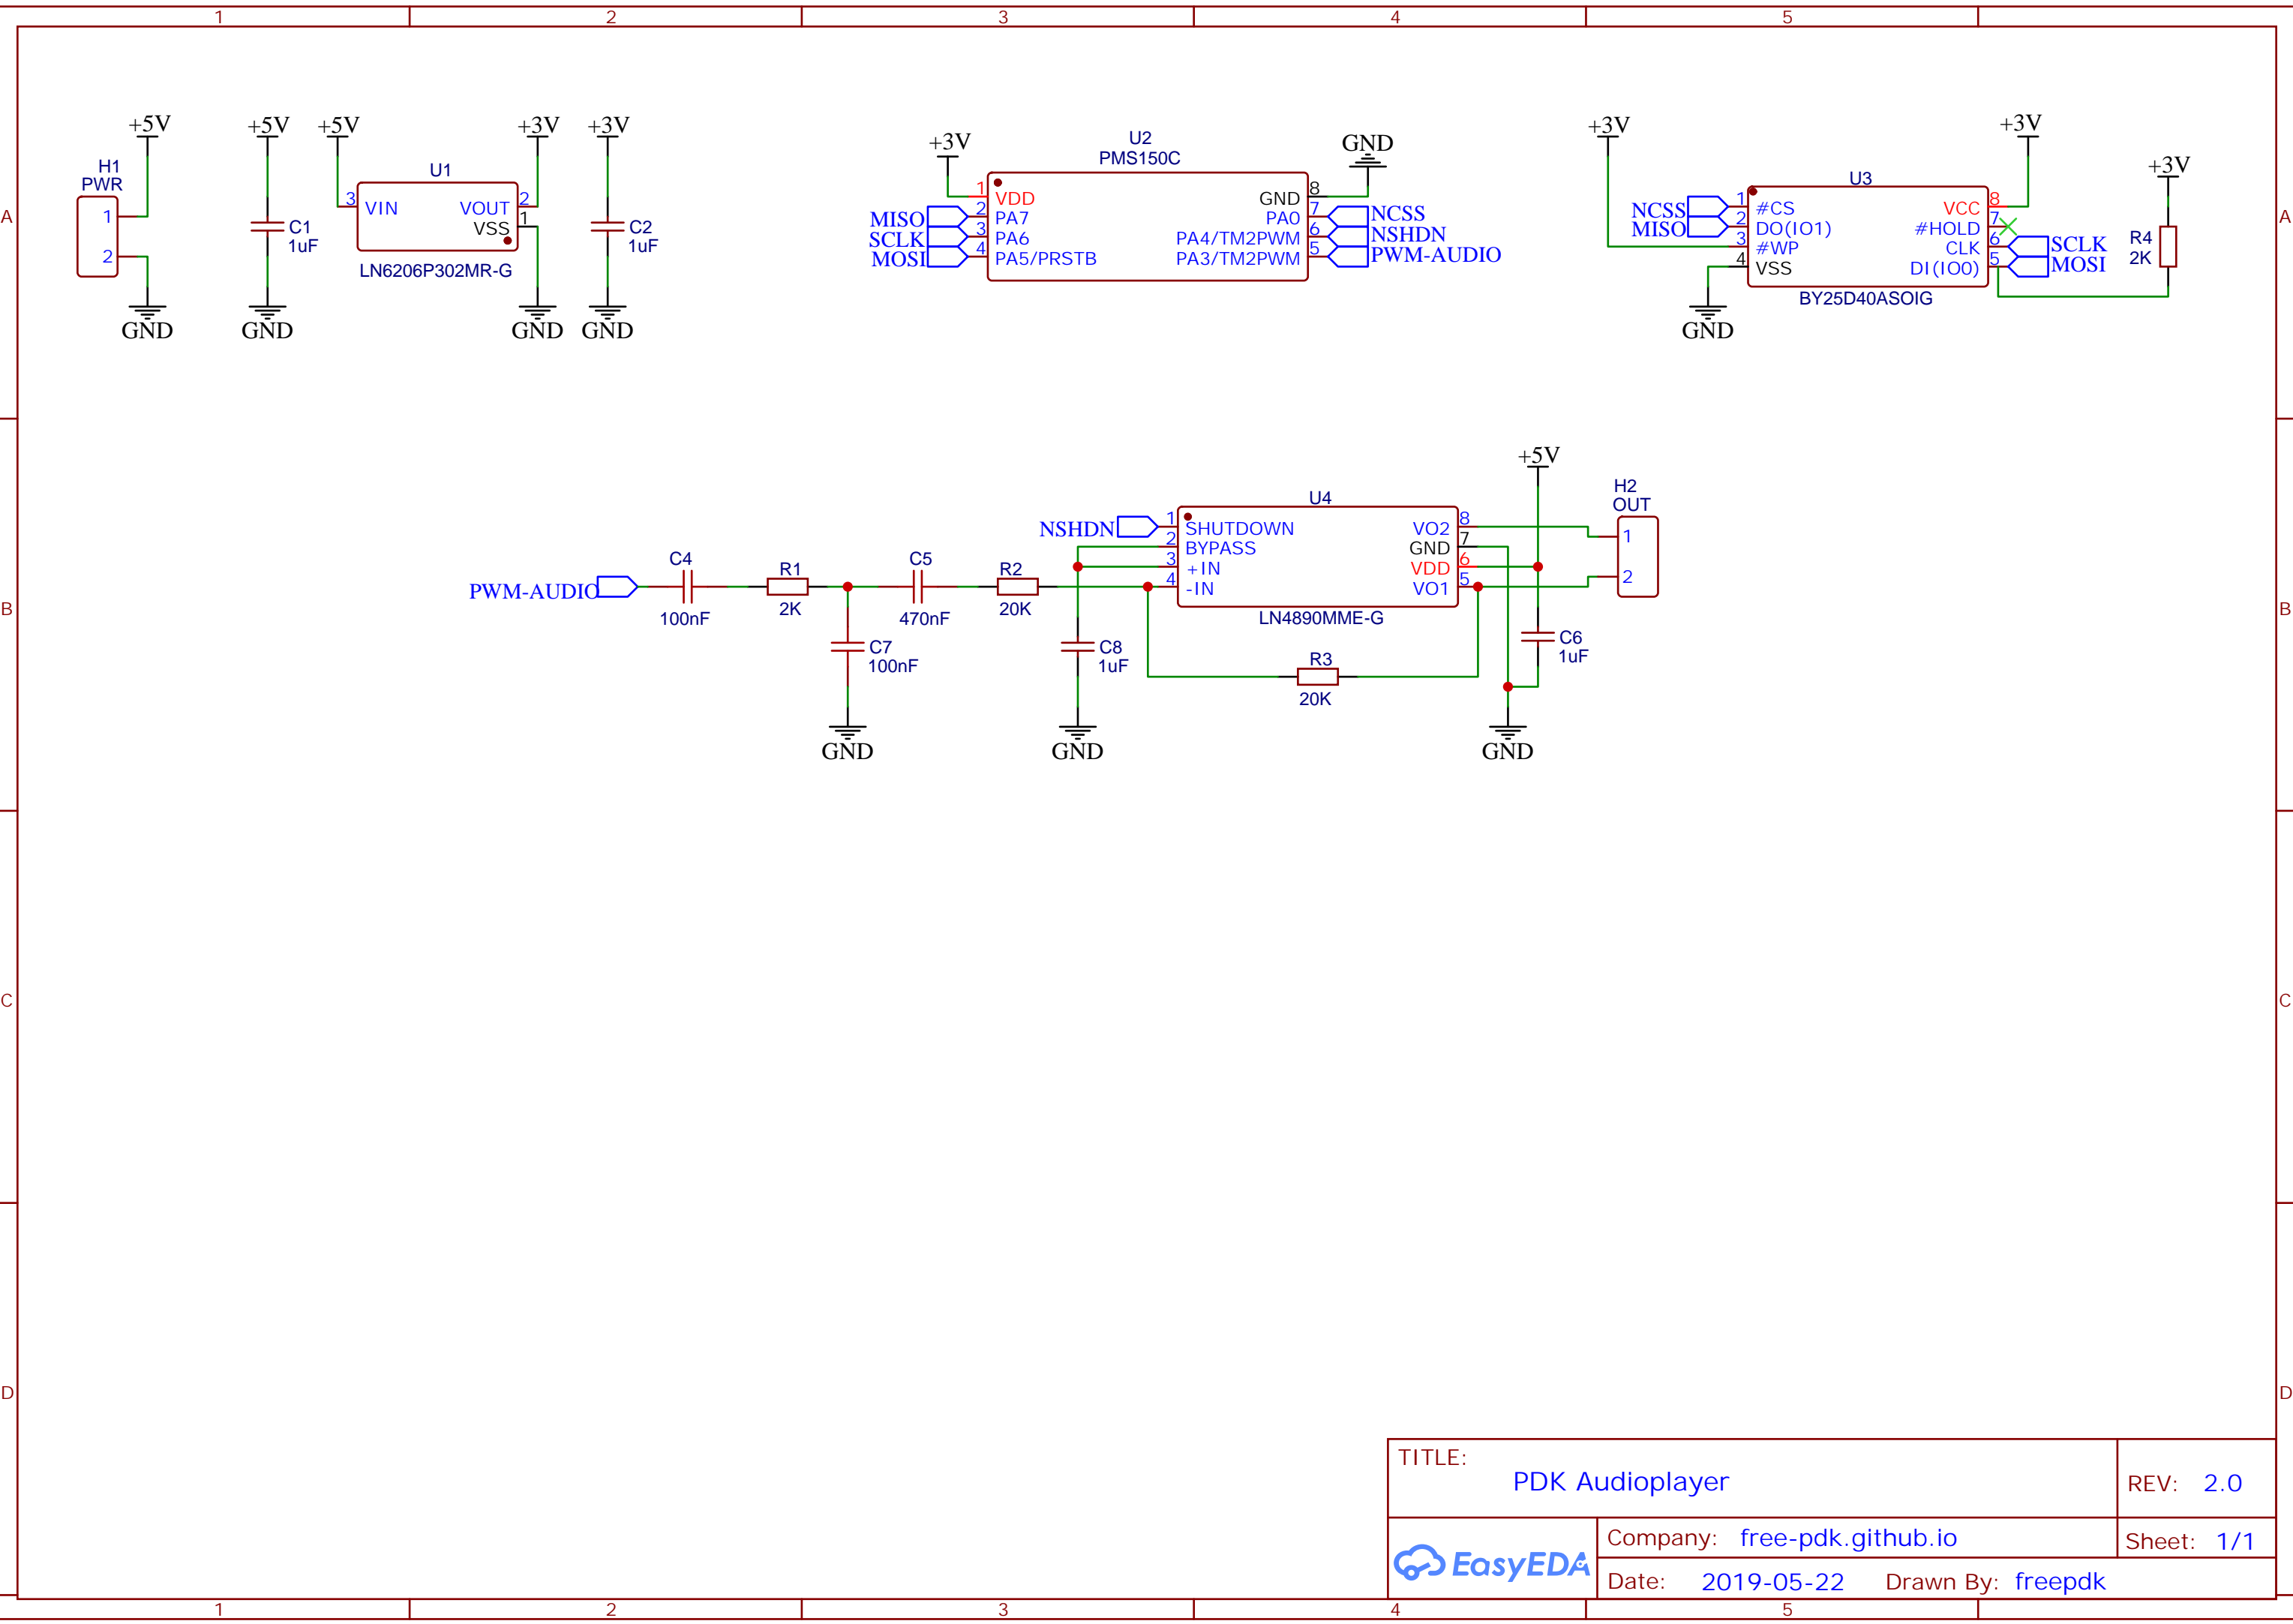 1 2 3 4 5
A
B
C
D
A
B
C
D
+5V
H1
PWR
1
2
GND
+5V
C1
1uF
GND
+5V
U1
3 VIN
VOUT 2
VSS 1
LN6206P302MR-G
+3V
GND
+3V
C2
1uF
GND
+3V
U2
PMS150C
GND
1 VDD
MISO 2 PA7
SCLK 3 PA6
MOSI 4 PA5/PRSTB
GND 8
PA0 7 NCSS
PA4/TM2PWM 6 NSHDN
PA3/TM2PWM 5 PWM-AUDIO
+3V
U3
+3V
+3V
NCSS 1 #CS
MISO 2 DO(IO1)
3 #WP
4 VSS
VCC 8
#HOLD 7
CLK 6 SCLK
DI(IO0) 5 MOSI
BY25D40ASOIG
R4
2K
GND
PWM-AUDIO
C4
100nF
R1
2K
C7
100nF
GND
C5
470nF
R2
20K
C8
1uF
GND
NSHDN
U4
1 SHUTDOWN
2 BYPASS
3 +IN
4 -IN
VO2 8
GND 7
VDD 6
VO1 5
LN4890MME-G
R3
20K
+5V
H2
OUT
1
2
C6
1uF
GND
TITLE:
PDK Audioplayer
REV: 2.0
EasyEDA
Company: free-pdk.github.io
Sheet: 1/1
Date: 2019-05-22 Drawn By: freepdk
1 2 3 4 5